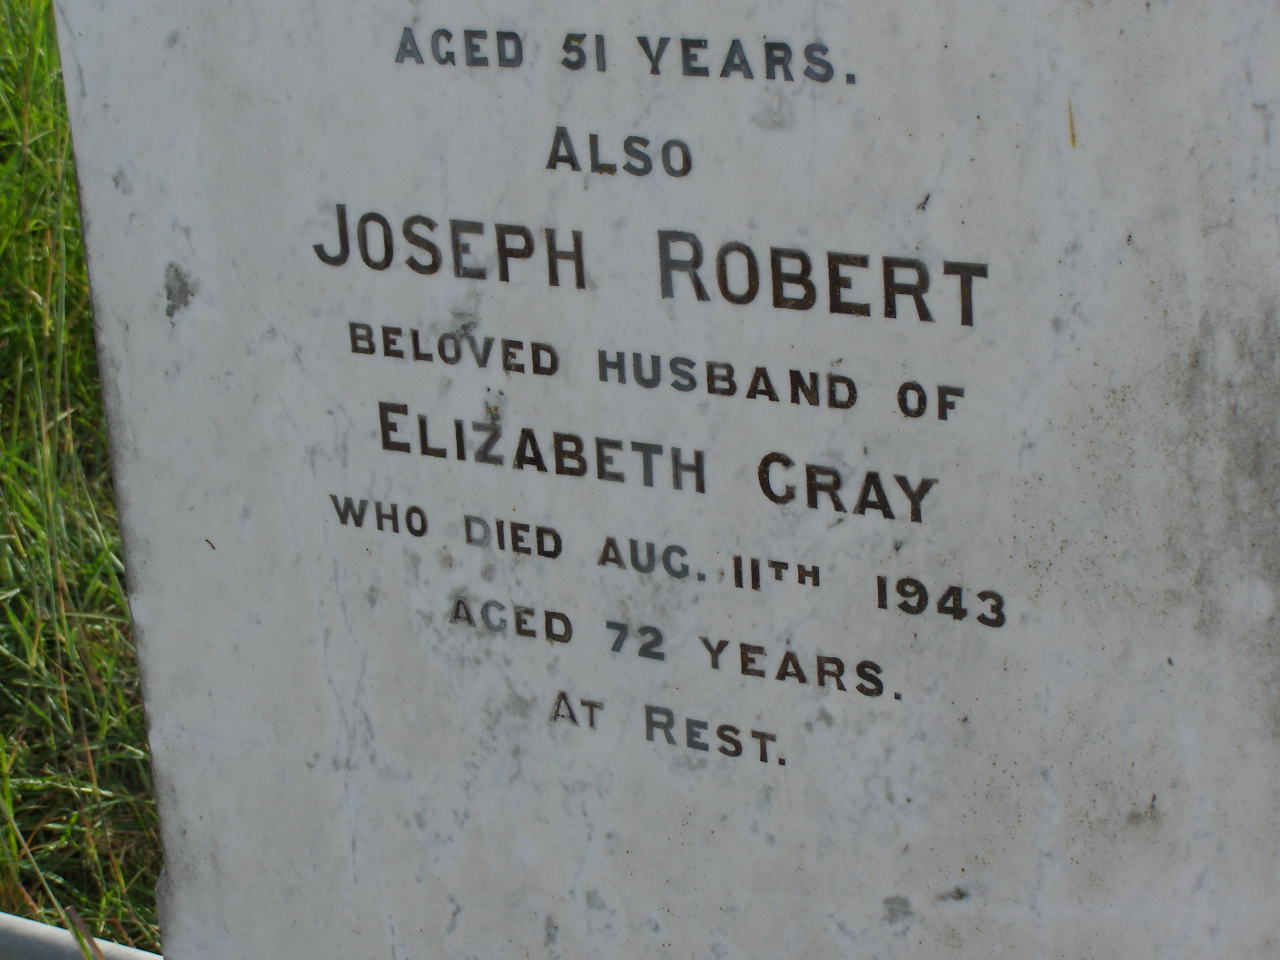 AGED 51 YEARS.
ALSO
JOSEPH ROBERT
BELOVED HUSBAND OF
ELIZABETH GRAY
WHO DIED AUG. 11TH 1943
AGED 72 YEARS.
AT REST.